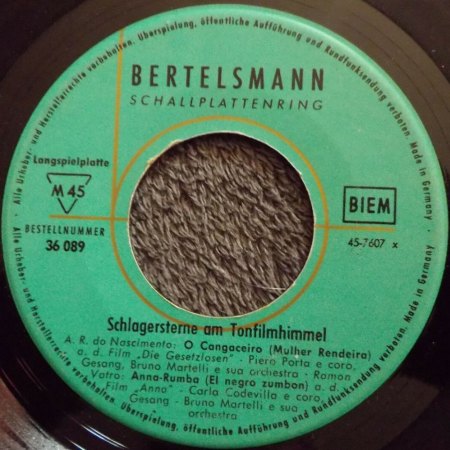 Alle Urheber- und Herstellerrechte vorbehalten. Überspielung, öffentliche Aufführung und Rundfunksendung verboten. Made in Germany
BERTELSMANN
SCHALLPLATTENRING
Langspielplatte
M 45
BIEM
BESTELLNUMMER
36 089
45-7607 x
Schlagersterne am Tonfilmhimmel
A. R. do Nascimento: O Cangaceiro (Mulher Rendeira)
a. d. Film „Die Gesetzlosen" - Piero Porta e coro,
Gesang, Bruno Martelli e sua orchestra - Ramon
Vatro: Anna-Rumba (El negro zumbon) a. d.
Film „Anna" - Carla Codevilla e coro,
Gesang - Bruno Martelli e sua
orchestra
Alle Urheber- und Herstellerrechte vorbehalten. Überspielung, öffentliche Aufführung und Rundfunksendung verboten. Made in Germany